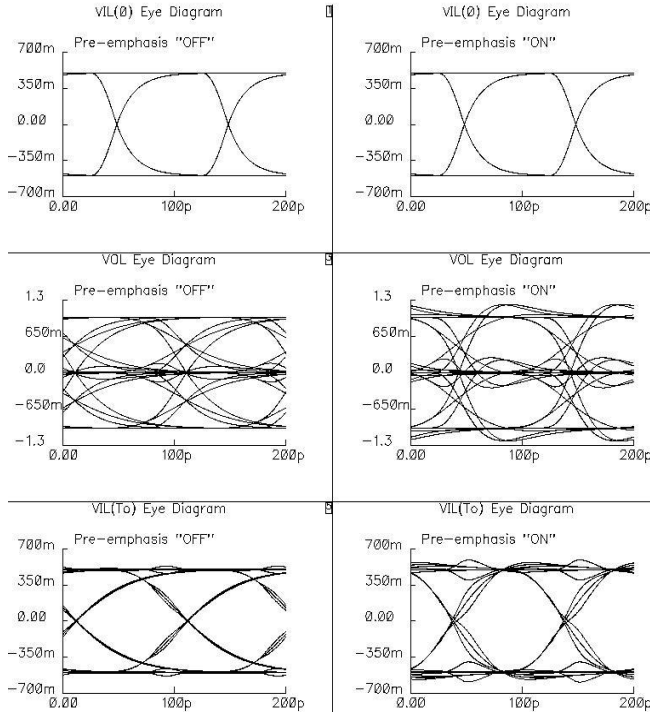 VIL(0) Eye Diagram
Pre-emphasis "OFF"
700m
350m
0.00
-350m
-700m
0.00 100p 200p
1
VIL(0) Eye Diagram
Pre-emphasis "ON"
700m
350m
0.00
-350m
-700m
0.00 100p 200p
VOL Eye Diagram
Pre-emphasis "OFF"
1.3
650m
0.0
-650m
-1.3
0.00 100p 200p
VOL Eye Diagram
Pre-emphasis "ON"
1.3
650m
0.0
-650m
-1.3
0.00 100p 200p
VIL(To) Eye Diagram
Pre-emphasis "OFF"
700m
350m
0.00
-350m
-700m
0.00 100p 200p
VIL(To) Eye Diagram
Pre-emphasis "ON"
700m
350m
0.00
-350m
-700m
0.00 100p 200p